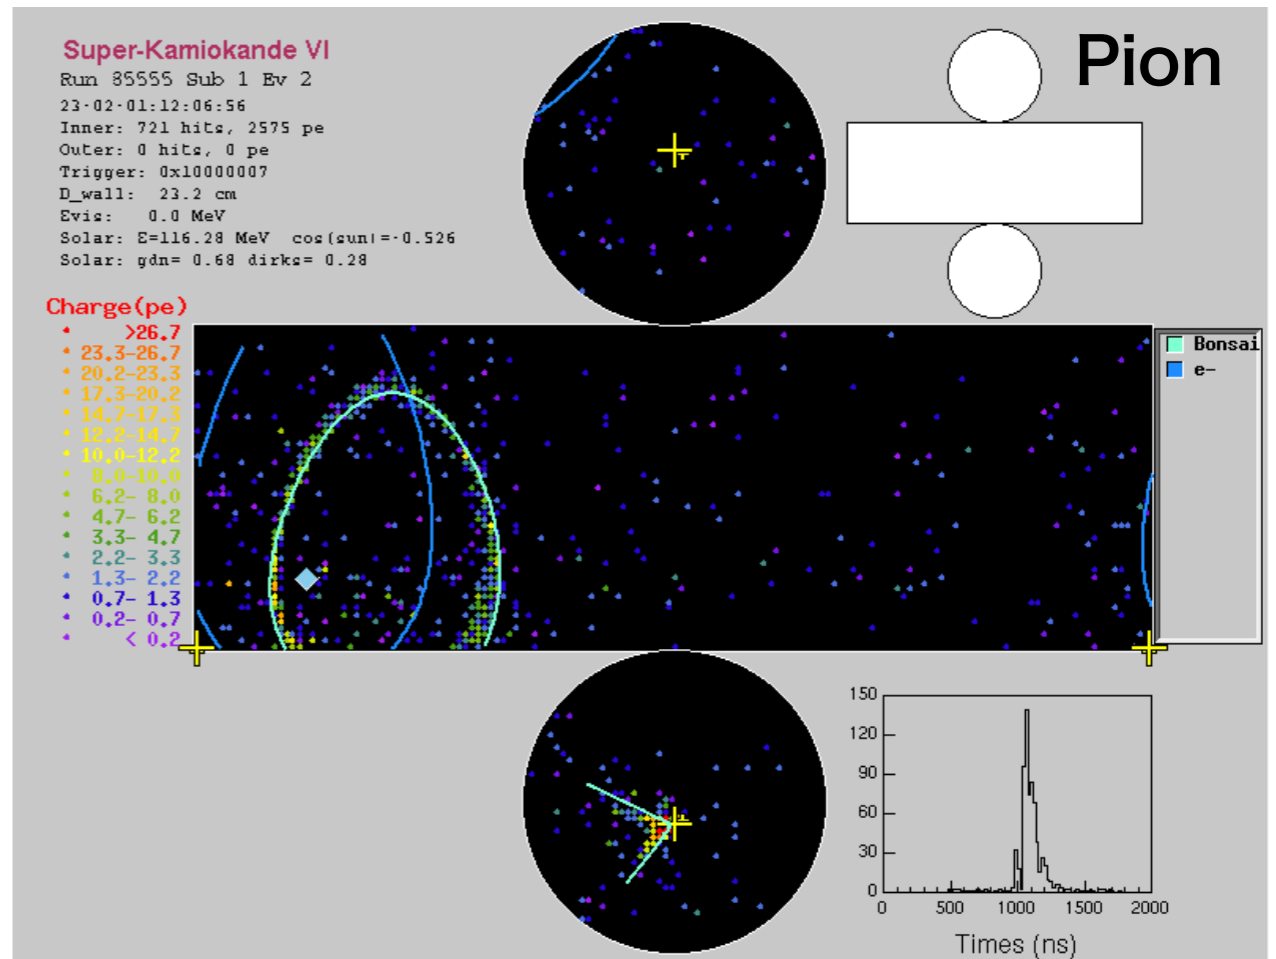 Super-Kamiokande VI
Run 85555 Sub 1 Ev 2
23-02-01:12:06:56
Inner: 721 hits, 2575 pe
Outer: 0 hits, 0 pe
Trigger: 0x10000007
D_wall: 23.2 cm
Evis: 0.0 MeV
Solar: E=116.28 MeV cos(sun)=-0.526
Solar: gdn= 0.68 dirks= 0.28
Pion
Charge(pe)
>26.7
23.3-26.7
20.2-23.3
17.3-20.2
14.7-17.3
12.2-14.7
10.0-12.2
8.0-10.0
6.2- 8.0
4.7- 6.2
3.3- 4.7
2.2- 3.3
1.3- 2.2
0.7- 1.3
0.2- 0.7
< 0.2
Bonsai
e-
150
120
90
60
30
0
0 500 1000 1500 2000
Times (ns)